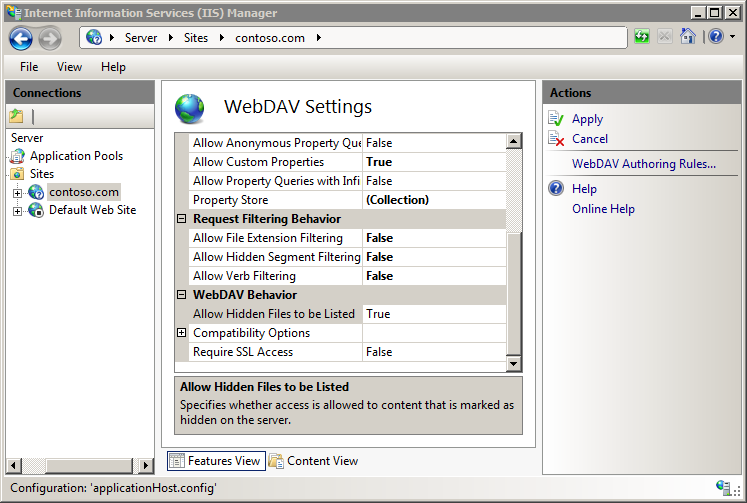 Internet Information Services (IIS) Manager
Server Sites contoso.com
File View Help
Connections
Server
Application Pools
Sites
contoso.com
Default Web Site
WebDAV Settings
Allow Anonymous Property Que False
Allow Custom Properties True
Allow Property Queries with Infi False
Property Store (Collection)
Request Filtering Behavior
Allow File Extension Filtering False
Allow Hidden Segment Filtering False
Allow Verb Filtering False
WebDAV Behavior
Allow Hidden Files to be Listed True
Compatibility Options
Require SSL Access False
Allow Hidden Files to be Listed
Specifies whether access is allowed to content that is marked as
hidden on the server.
Features View Content View
Actions
Apply
Cancel
WebDAV Authoring Rules...
Help
Online Help
Configuration: 'applicationHost.config'